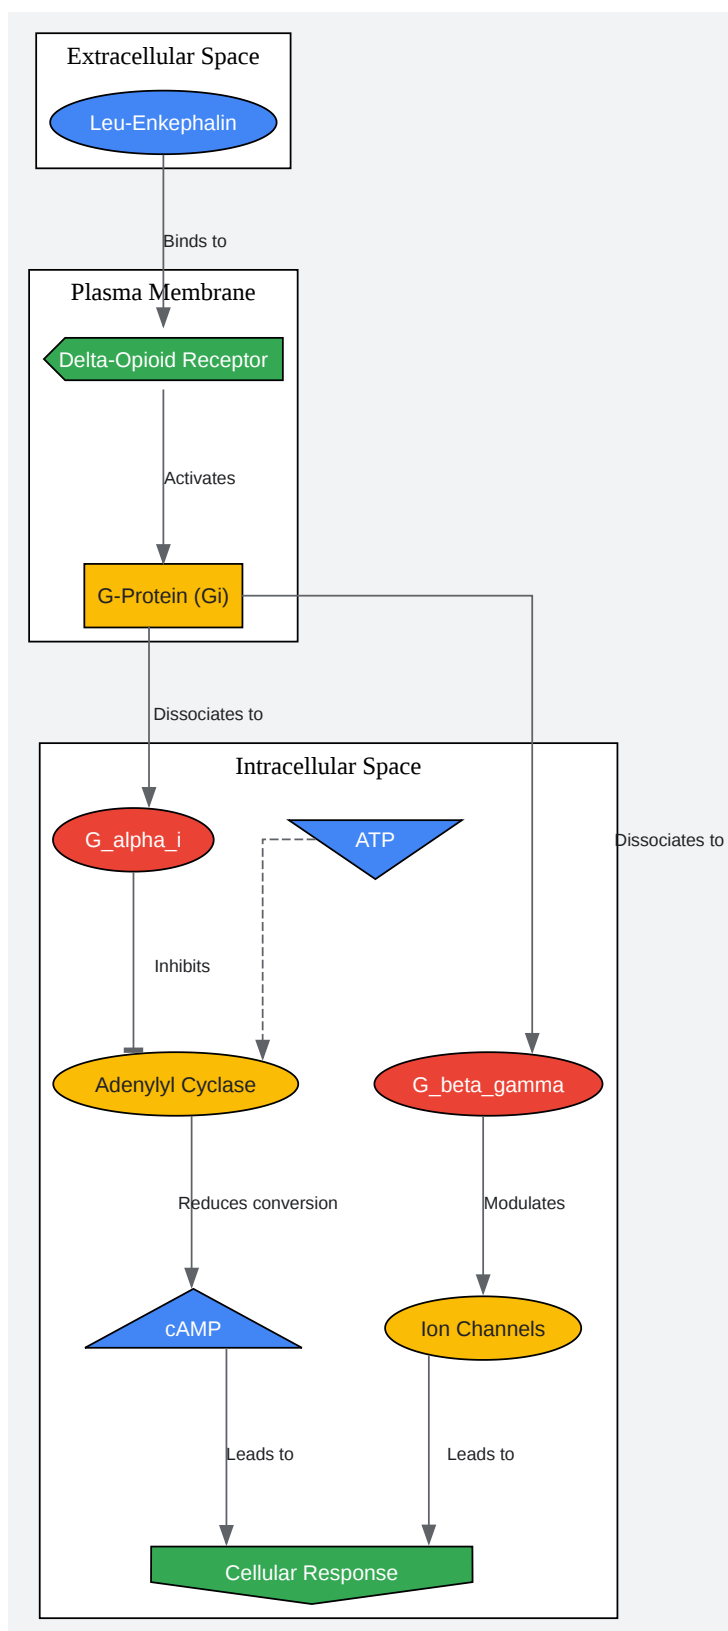 Extracellular Space
Leu-Enkephalin
Binds to
Plasma Membrane
Delta-Opioid Receptor
Activates
G-Protein (Gi)
Dissociates to
Intracellular Space
G_alpha_i
ATP
Dissociates to
Inhibits
Adenylyl Cyclase
G_beta_gamma
Reduces conversion
Modulates
cAMP
Ion Channels
Leads to
Leads to
Cellular Response